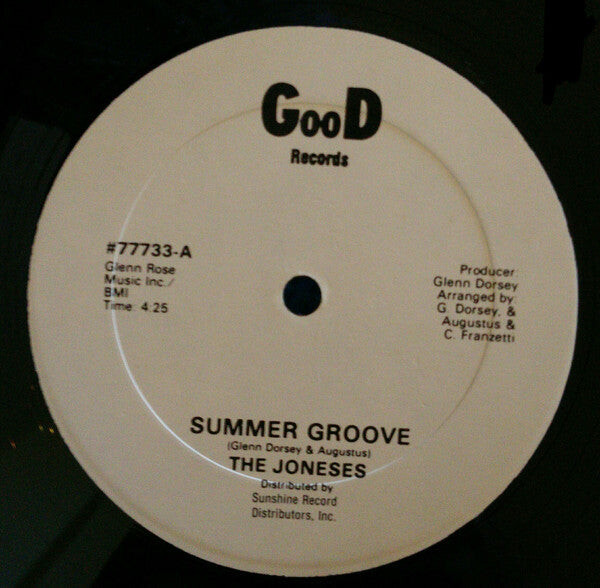 GooD
Records
#77733-A
Glenn Rose
Music Inc./
BMI
Time: 4:25
Producer:
Glenn Dorsey
Arranged by:
G. Dorsey, &
Augustus &
C. Franzetti
SUMMER GROOVE
(Glenn Dorsey & Augustus)
THE JONESES
Distributed by
Sunshine Record
Distributors, Inc.